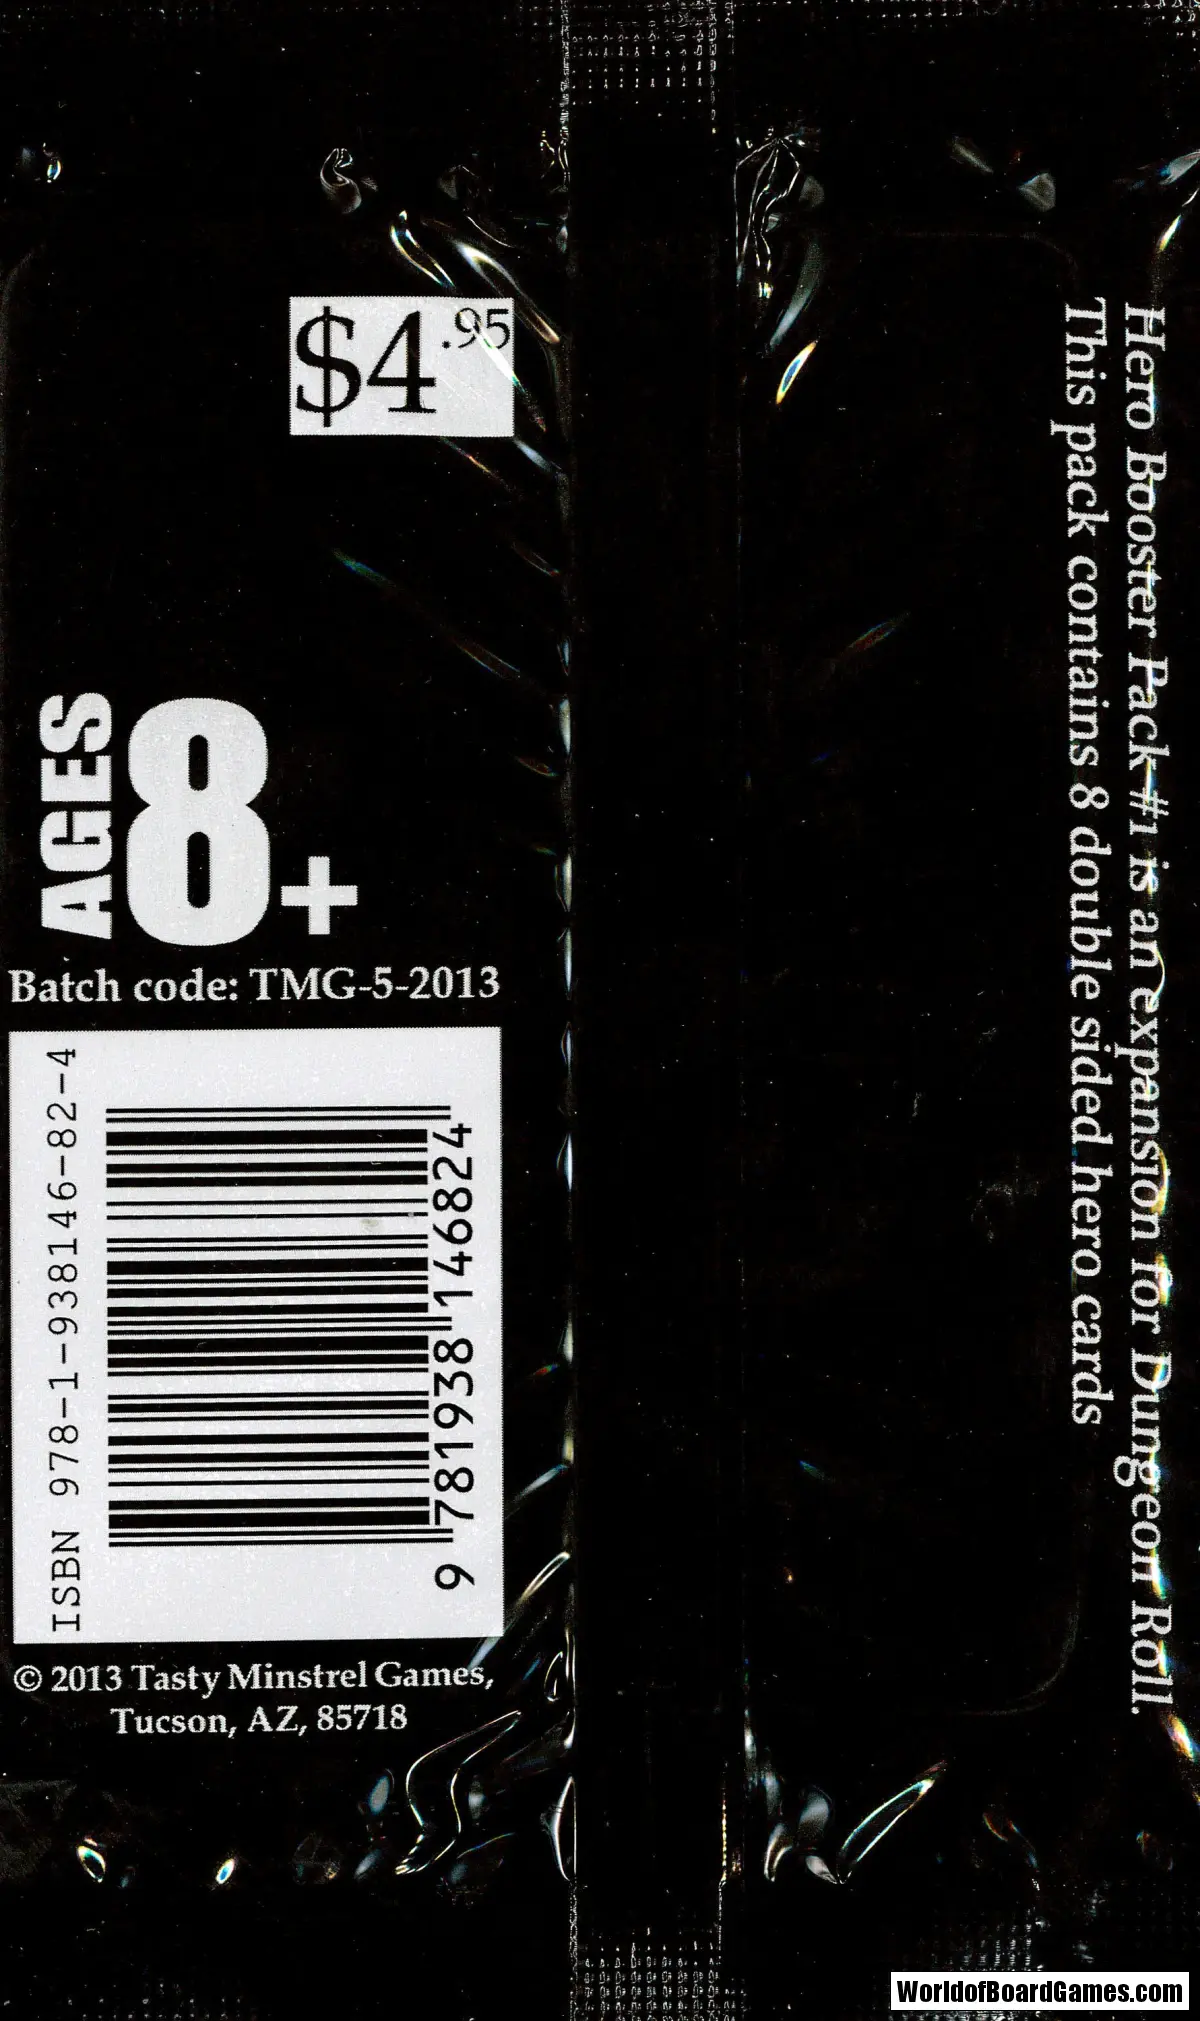 $4.95
AGES 8+
Batch code: TMG-5-2013
ISBN 978-1-938146-82-4
9 781938 146824
© 2013 Tasty Minstrel Games,
Tucson, AZ, 85718
Hero Booster Pack #1 is an expansion for Dungeon Roll.
This pack contains 8 double sided hero cards
WorldofBoardGames.com